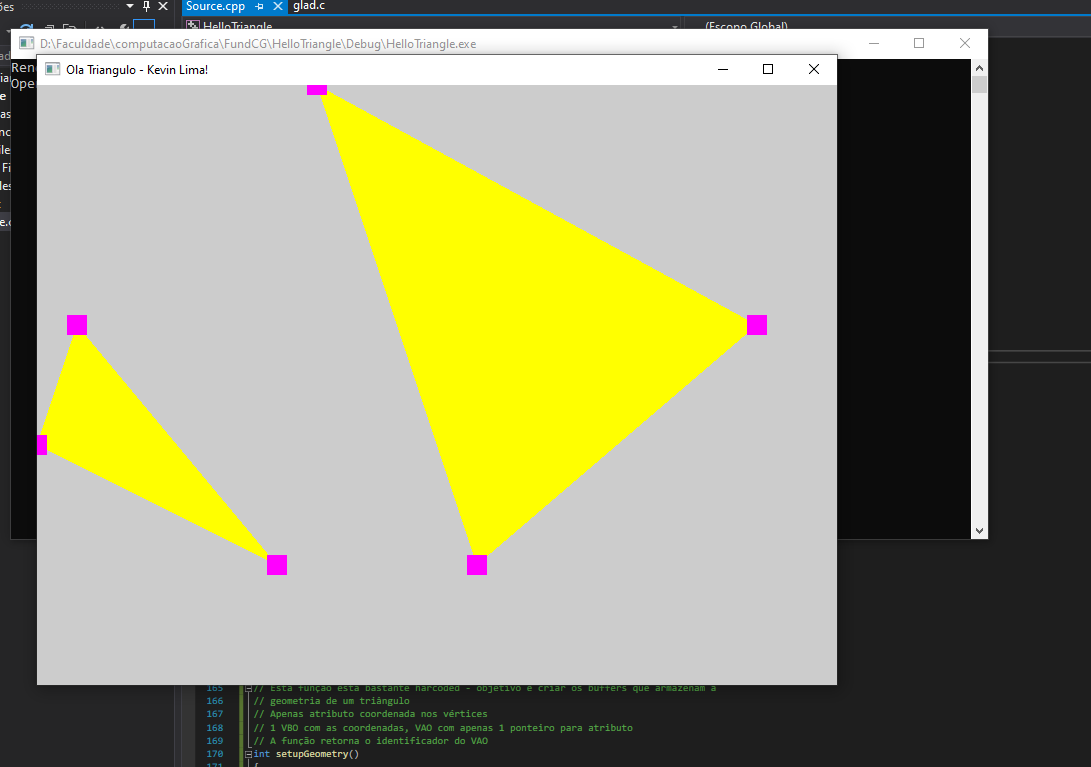 ões
Source.cpp
glad.c
HelloTriangle
(Escopo Global)
D:\Faculdade\computacaoGrafica\FundCG\HelloTriangle\Debug\HelloTriangle.exe
Ola Triangulo - Kevin Lima!
165 // Esta função está bastante harcoded - objetivo é criar os buffers que armazenam a
166 // geometria de um triângulo
167 // Apenas atributo coordenada nos vértices
168 // 1 VBO com as coordenadas, VAO com apenas 1 ponteiro para atributo
169 // A função retorna o identificador do VAO
170 int setupGeometry()
171 {